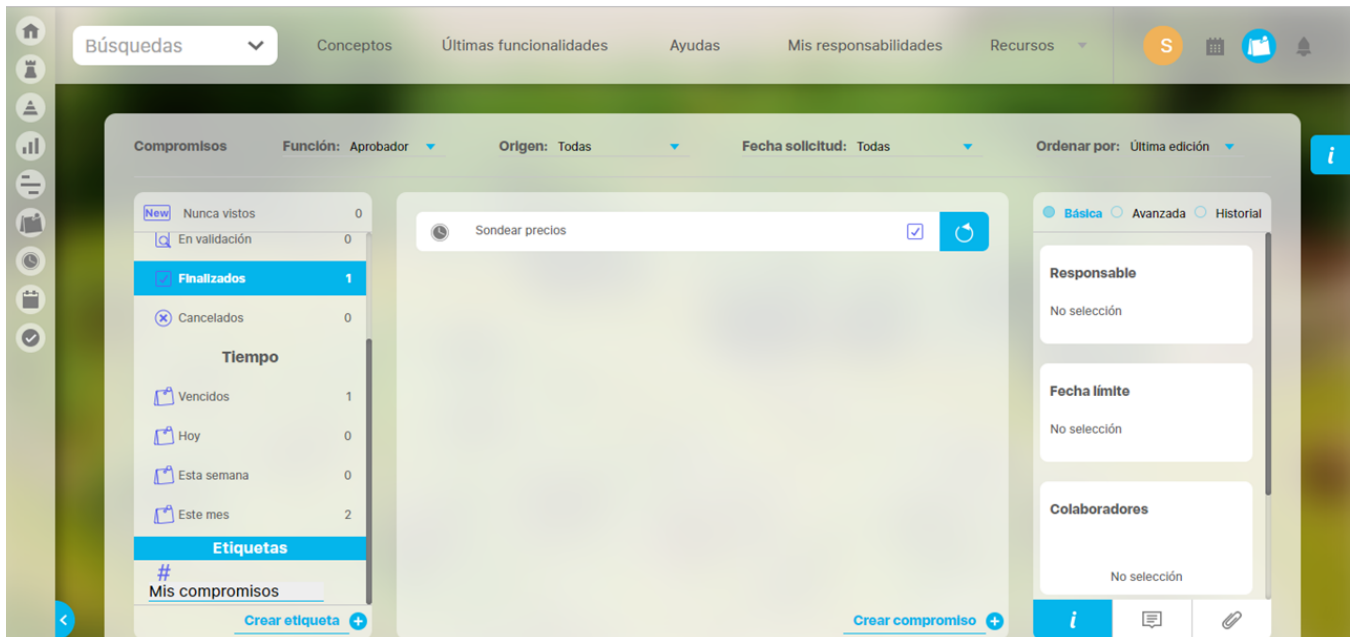 Búsquedas Conceptos Últimas funcionalidades Ayudas Mis responsabilidades Recursos S
Compromisos Función: Aprobador Origen: Todas Fecha solicitud: Todas Ordenar por: Última edición
i
New Nunca vistos 0
En validación 0
Finalizados 1
Cancelados 0
Tiempo
Vencidos 1
Hoy 0
Esta semana 0
Este mes 2
Etiquetas
#
Mis compromisos
Crear etiqueta
Sondear precios
Crear compromiso
Básica Avanzada Historial
Responsable
No selección
Fecha límite
No selección
Colaboradores
No selección
i